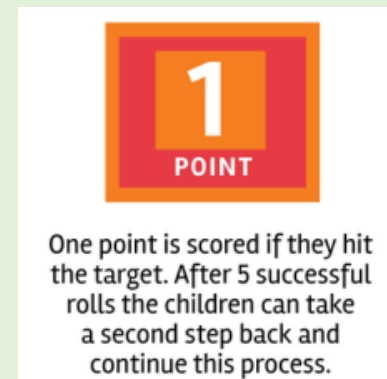 1
POINT
One point is scored if they hit
the target. After 5 successful
rolls the children can take
a second step back and
continue this process.